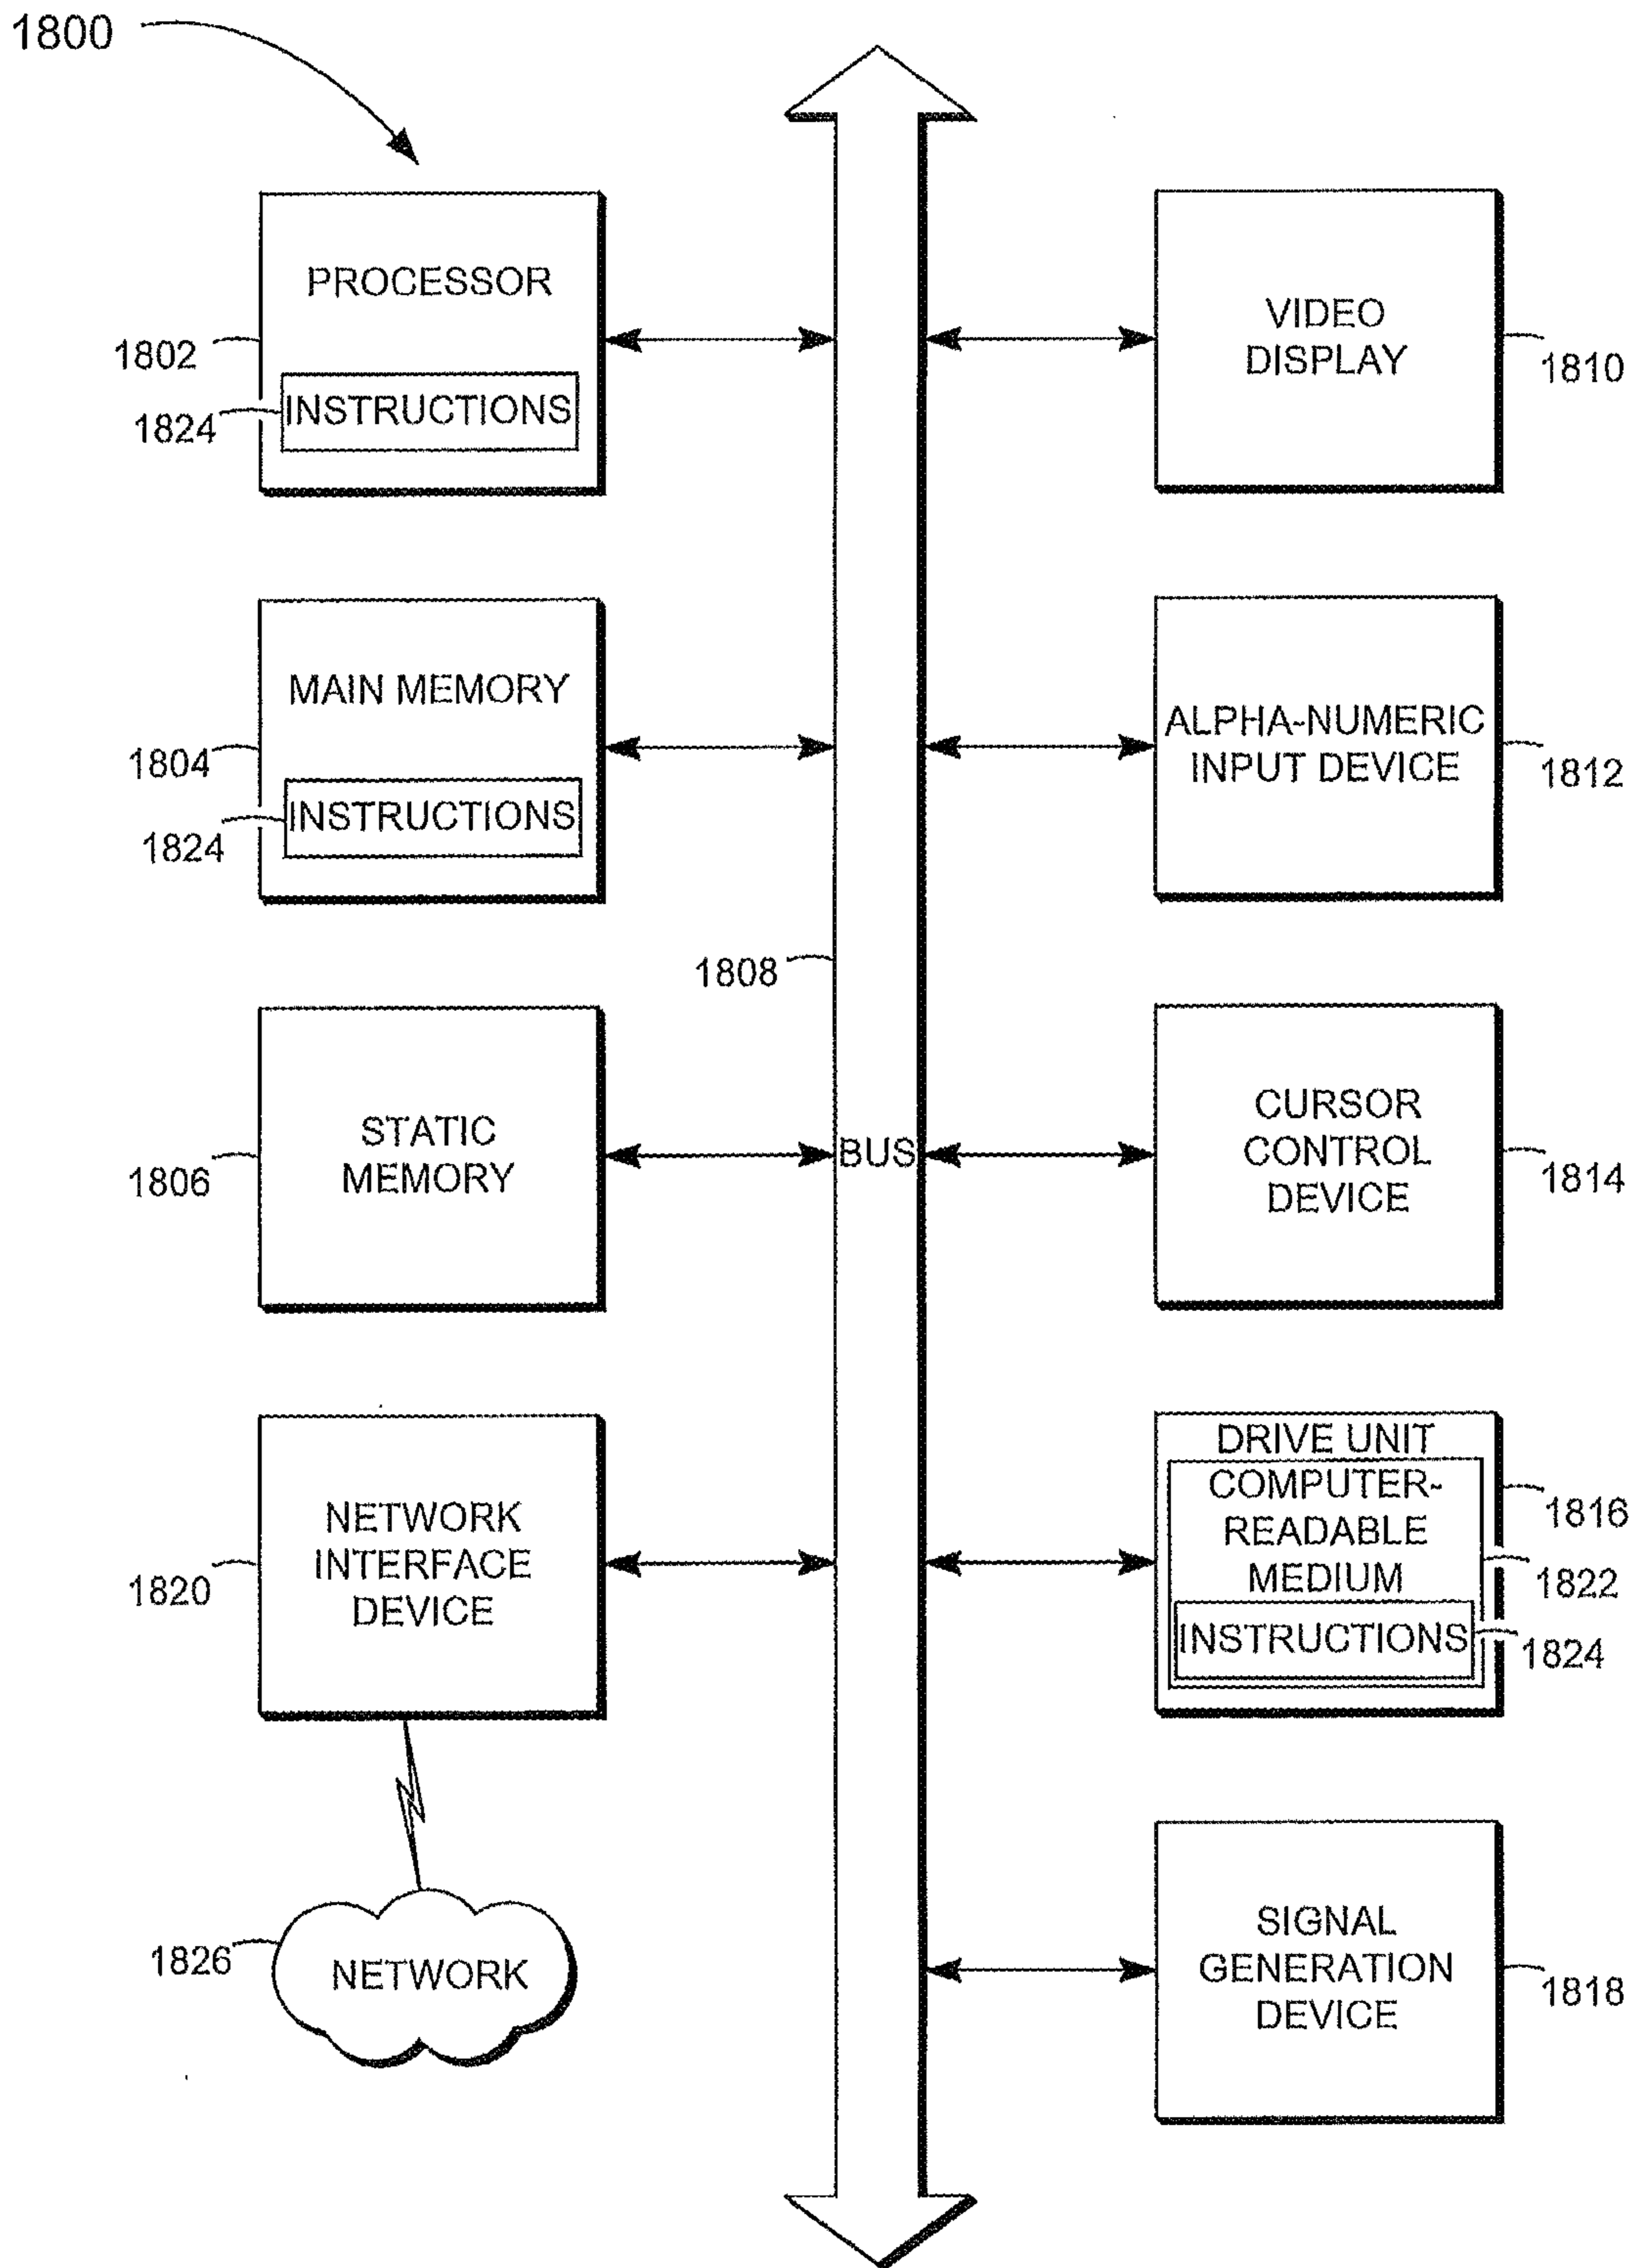 1800
PROCESSOR
1802
INSTRUCTIONS
1824
MAIN MEMORY
1804
INSTRUCTIONS
1824
1808
STATIC
MEMORY
1806
NETWORK
INTERFACE
DEVICE
1820
1826
NETWORK
BUS
VIDEO
DISPLAY
1810
ALPHA-NUMERIC
INPUT DEVICE
1812
CURSOR
CONTROL
DEVICE
1814
DRIVE UNIT
COMPUTER-
READABLE
MEDIUM
1816
1822
INSTRUCTIONS
1824
SIGNAL
GENERATION
DEVICE
1818